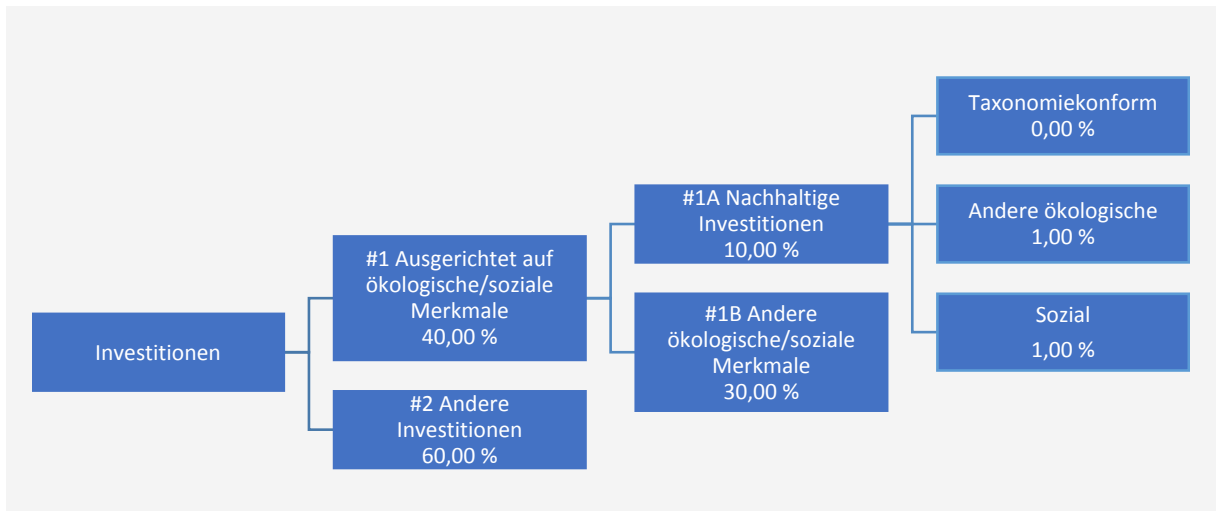 Investitionen
#1 Ausgerichtet auf
ökologische/soziale
Merkmale
40,00 %
#2 Andere
Investitionen
60,00 %
#1A Nachhaltige
Investitionen
10,00 %
#1B Andere
ökologische/soziale
Merkmale
30,00 %
Taxonomiekonform
0,00 %
Andere ökologische
1,00 %
Sozial
1,00 %